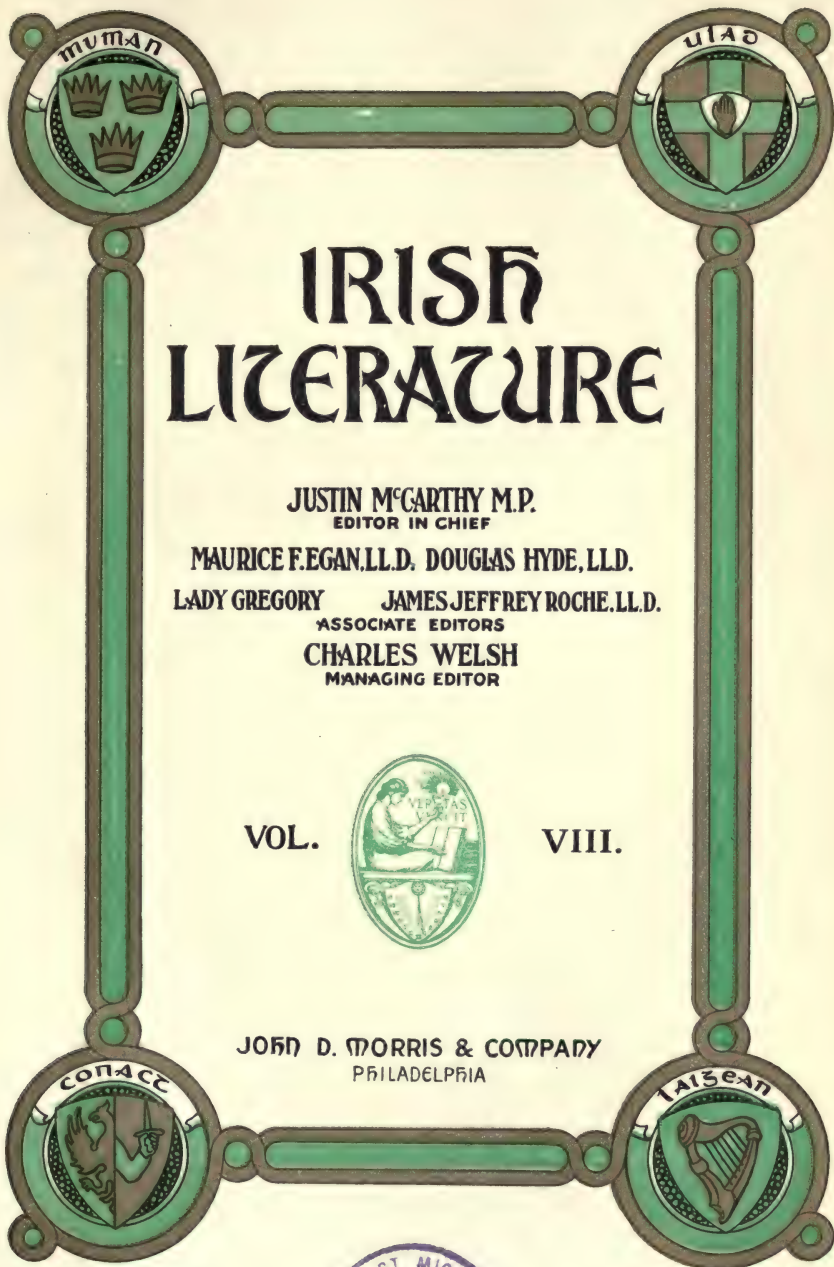 muman
ulad
IRISH
LITERATURE
JUSTIN McCARTHY M.P.
EDITOR IN CHIEF
MAURICE F. EGAN, LL.D. DOUGLAS HYDE, LL.D.
LADY GREGORY JAMES JEFFREY ROCHE, LL.D.
ASSOCIATE EDITORS
CHARLES WELSH
MANAGING EDITOR
VERITAS
VOL. VIII.
JOHN D. MORRIS & COMPANY
PHILADELPHIA
conact
laigean